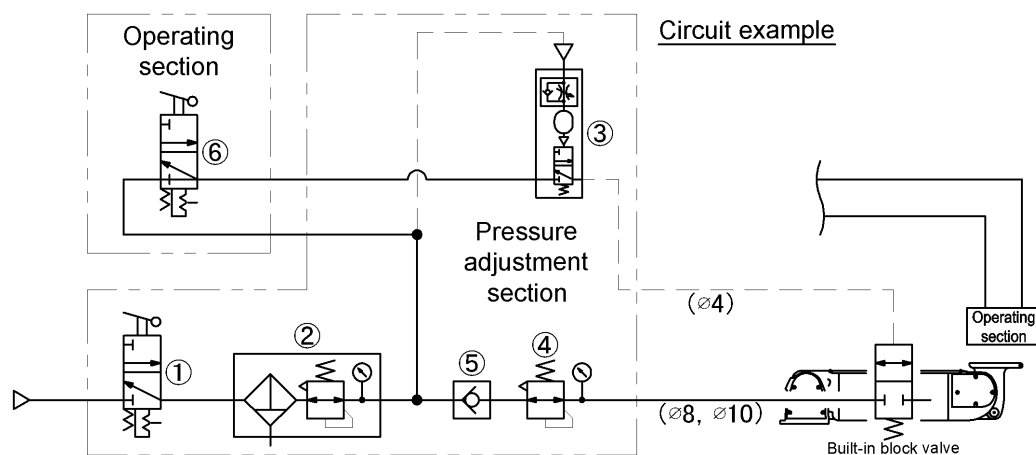 Circuit example
Operating
section
③
⑥
Pressure
adjustment
section
(⌀4)
Operating
section
②
④
⑤
①
(⌀8, ⌀10)
Built-in block valve